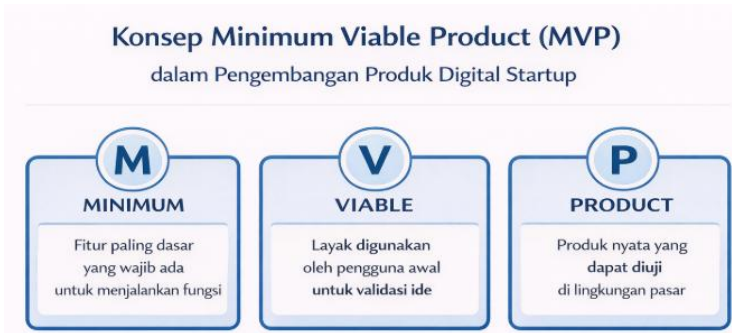 Konsep Minimum Viable Product (MVP)
dalam Pengembangan Produk Digital Startup
M
MINIMUM
Fitur paling dasar
yang wajib ada
untuk menjalankan fungsi
V
VIABLE
Layak digunakan
oleh pengguna awal
untuk validasi ide
P
PRODUCT
Produk nyata yang
dapat diuji
di lingkungan pasar